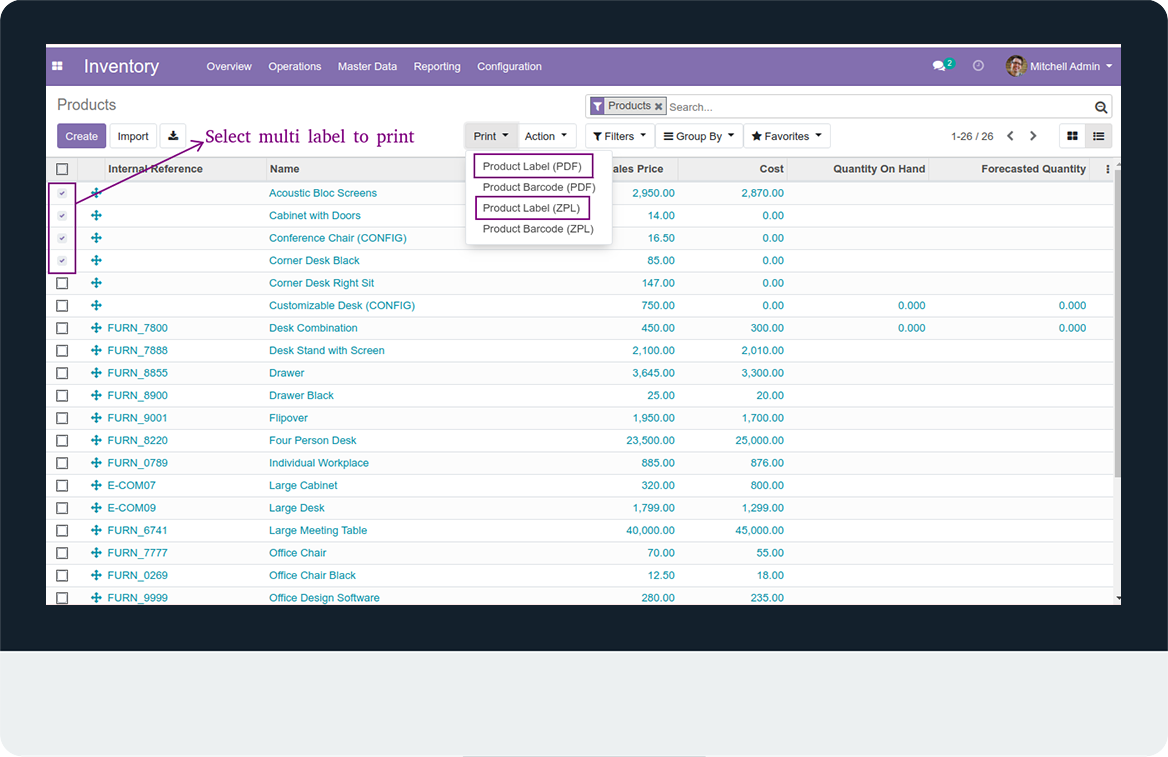 Inventory Overview Operations Master Data Reporting Configuration 2 Mitchell Admin
Products Products Search...
Create Import Select multi label to print Print Action Filters Group By Favorites 1-26 / 26
Product Label (PDF)
Product Barcode (PDF)
Product Label (ZPL)
Product Barcode (ZPL)
Internal Reference Name ales Price Cost Quantity On Hand Forecasted Quantity
Acoustic Bloc Screens 2,950.00 2,870.00
Cabinet with Doors 14.00 0.00
Conference Chair (CONFIG) 16.50 0.00
Corner Desk Black 85.00 0.00
Corner Desk Right Sit 147.00 0.00
Customizable Desk (CONFIG) 750.00 0.00 0.000 0.000
FURN_7800 Desk Combination 450.00 300.00 0.000 0.000
FURN_7888 Desk Stand with Screen 2,100.00 2,010.00
FURN_8855 Drawer 3,645.00 3,300.00
FURN_8900 Drawer Black 25.00 20.00
FURN_9001 Flipover 1,950.00 1,700.00
FURN_8220 Four Person Desk 23,500.00 25,000.00
FURN_0789 Individual Workplace 885.00 876.00
E-COM07 Large Cabinet 320.00 800.00
E-COM09 Large Desk 1,799.00 1,299.00
FURN_6741 Large Meeting Table 40,000.00 45,000.00
FURN_7777 Office Chair 70.00 55.00
FURN_0269 Office Chair Black 12.50 18.00
FURN_9999 Office Design Software 280.00 235.00